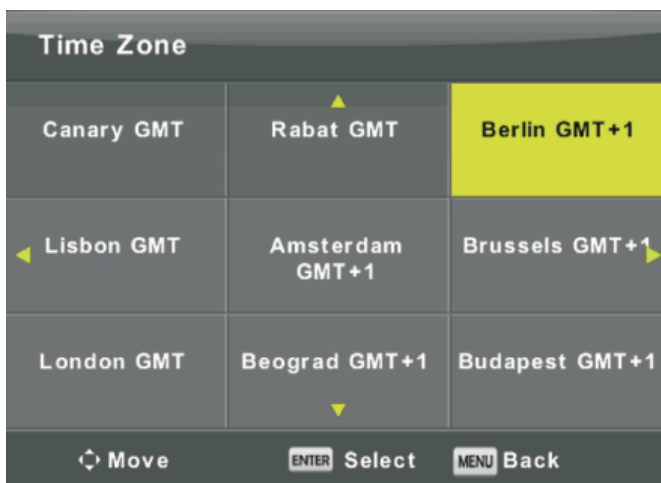 Time Zone
Canary GMT
Rabat GMT
Berlin GMT+1
Lisbon GMT
Amsterdam
GMT+1
Brussels GMT+1
London GMT
Beograd GMT+1
Budapest GMT+1
Move
ENTER Select
MENU Back